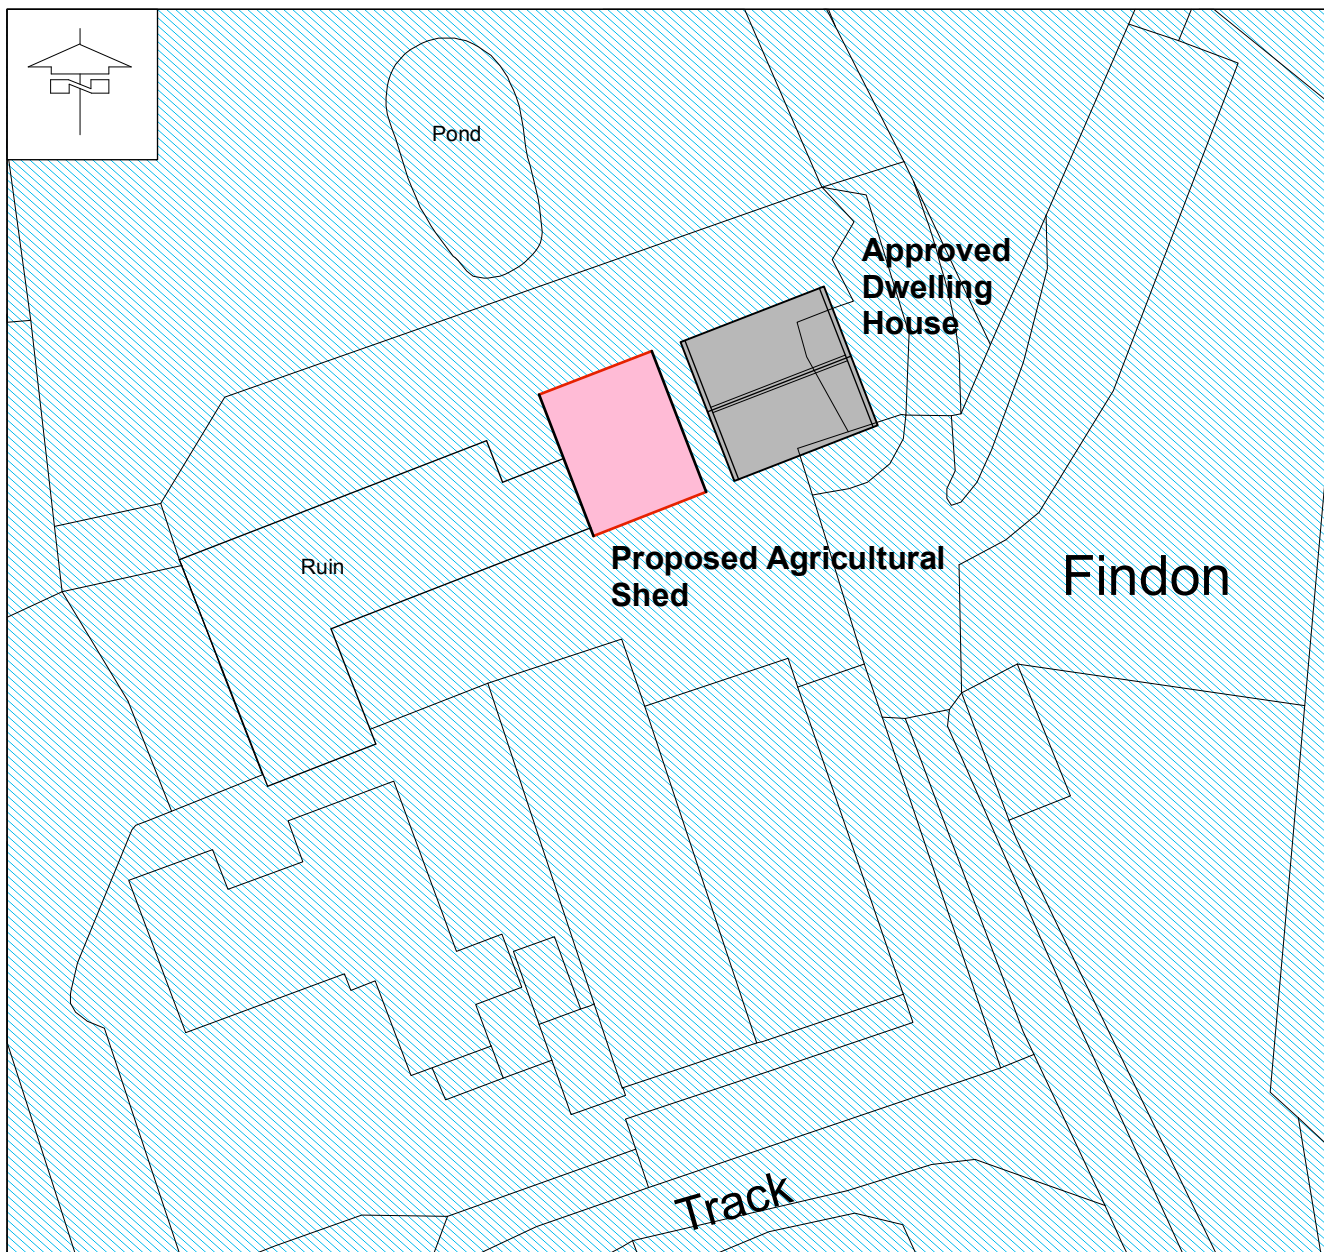 Pond
Approved
Dwelling
House
Ruin
Proposed Agricultural
Shed
Findon
Track